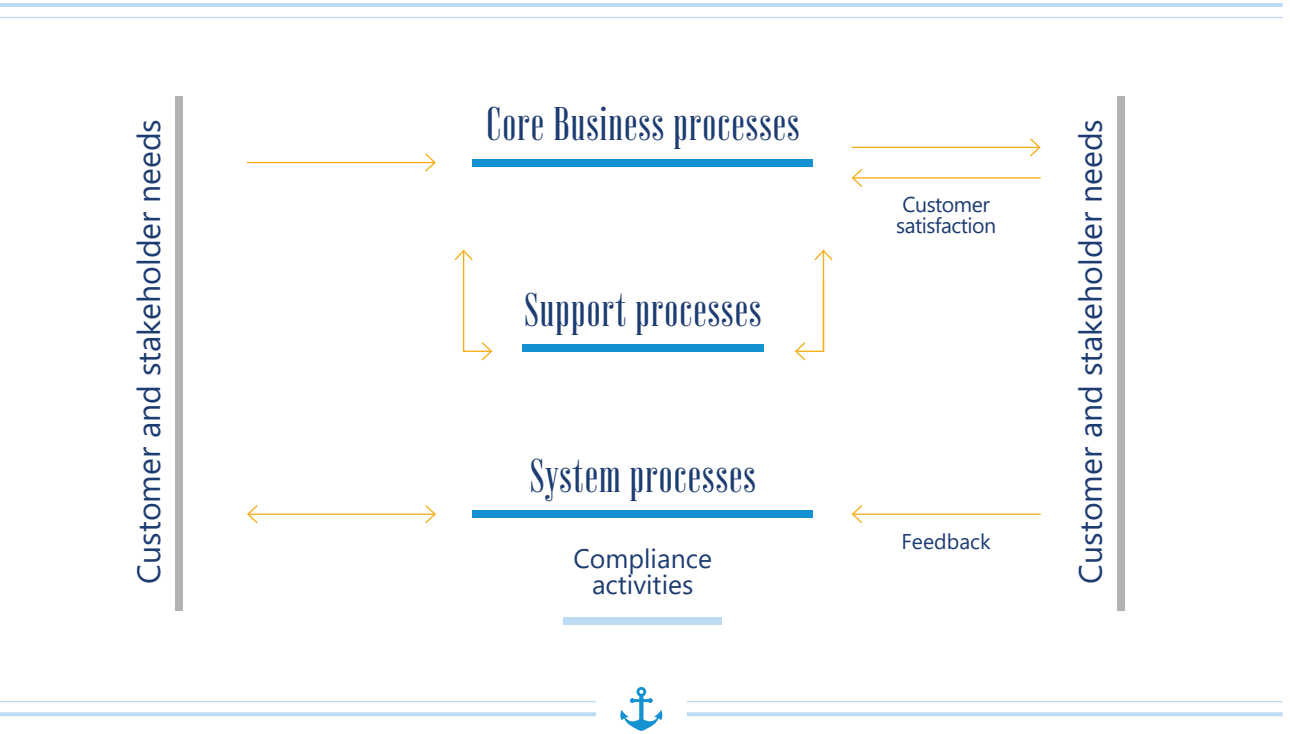 Customer and stakeholder needs
Core Business processes
Customer
satisfaction
Support processes
System processes
Feedback
Compliance
activities
Customer and stakeholder needs